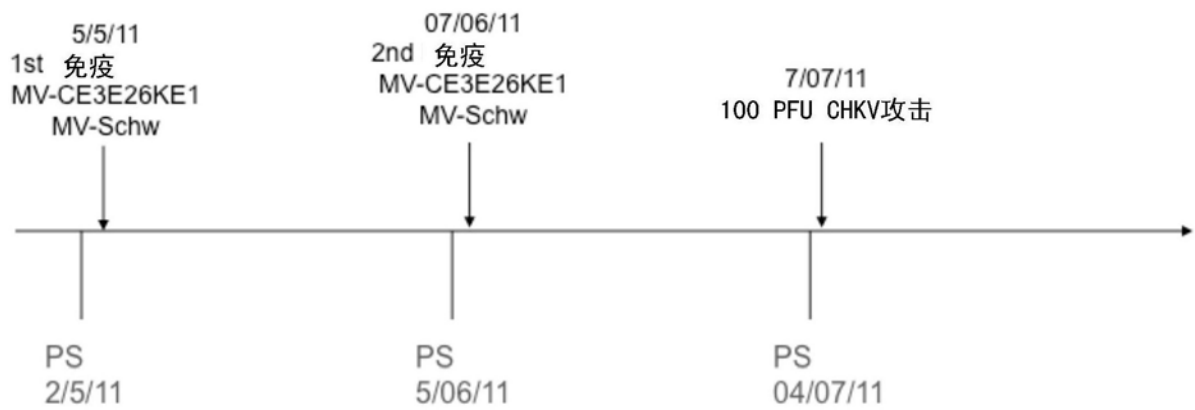 5/5/11
1st 免疫
MV-CE3E26KE1
MV-Schw
07/06/11
2nd 免疫
MV-CE3E26KE1
MV-Schw
7/07/11
100 PFU CHKV攻击
PS
2/5/11
PS
5/06/11
PS
04/07/11